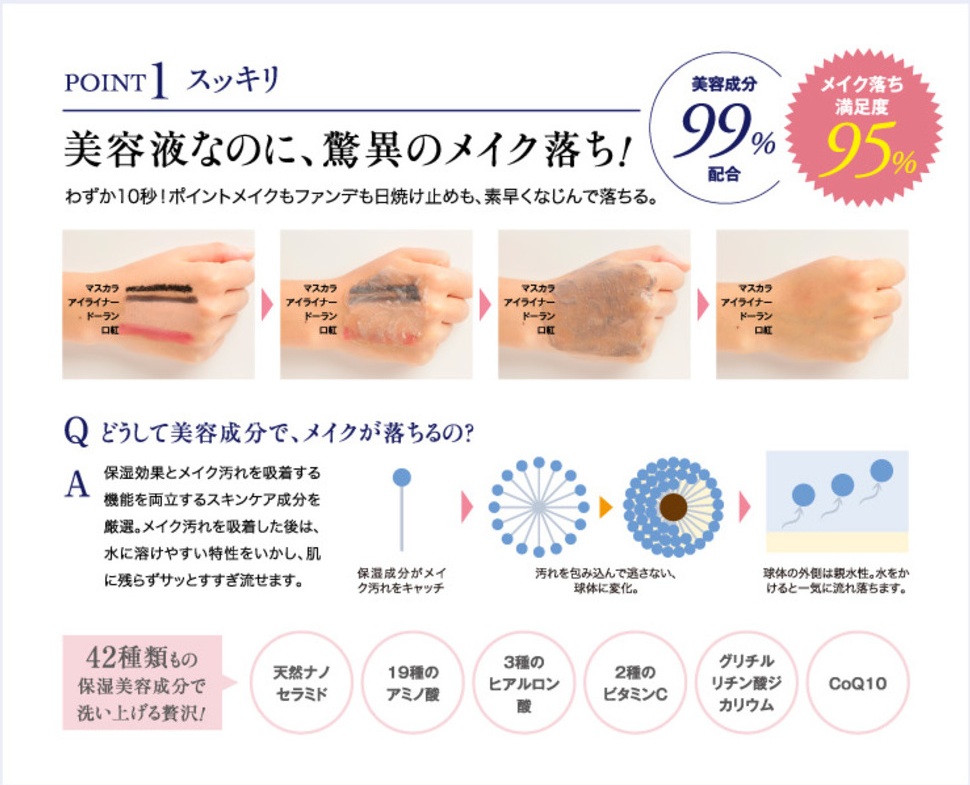 POINT1 スッキリ
美容液なのに、驚異のメイク落ち!
わずか10秒!ポイントメイクもファンデも日焼け止めも、素早くなじんで落ちる。
美容成分
99%
配合
メイク落ち
満足度
95%
マスカラ
アイライナー
ドーラン
口紅
マスカラ
アイライナー
ドーラン
口紅
マスカラ
アイライナー
ドーラン
口紅
マスカラ
アイライナー
ドーラン
口紅
Q どうして美容成分で、メイクが落ちるの?
A 保湿効果とメイク汚れを吸着する
機能を両立するスキンケア成分を
厳選。メイク汚れを吸着した後は、
水に溶けやすい特性をいかし、肌
に残らずサッとすすぎ流せます。
保湿成分がメイ
ク汚れをキャッチ
汚れを包み込んで逃さない、
球体に変化。
球体の外側は親水性。水をか
けると一気に流れ落ちます。
42種類もの
保湿美容成分で
洗い上げる贅沢!
天然ナノ
セラミド
19種の
アミノ酸
3種の
ヒアルロン
酸
2種の
ビタミンC
グリチル
リチン酸ジ
カリウム
CoQ10